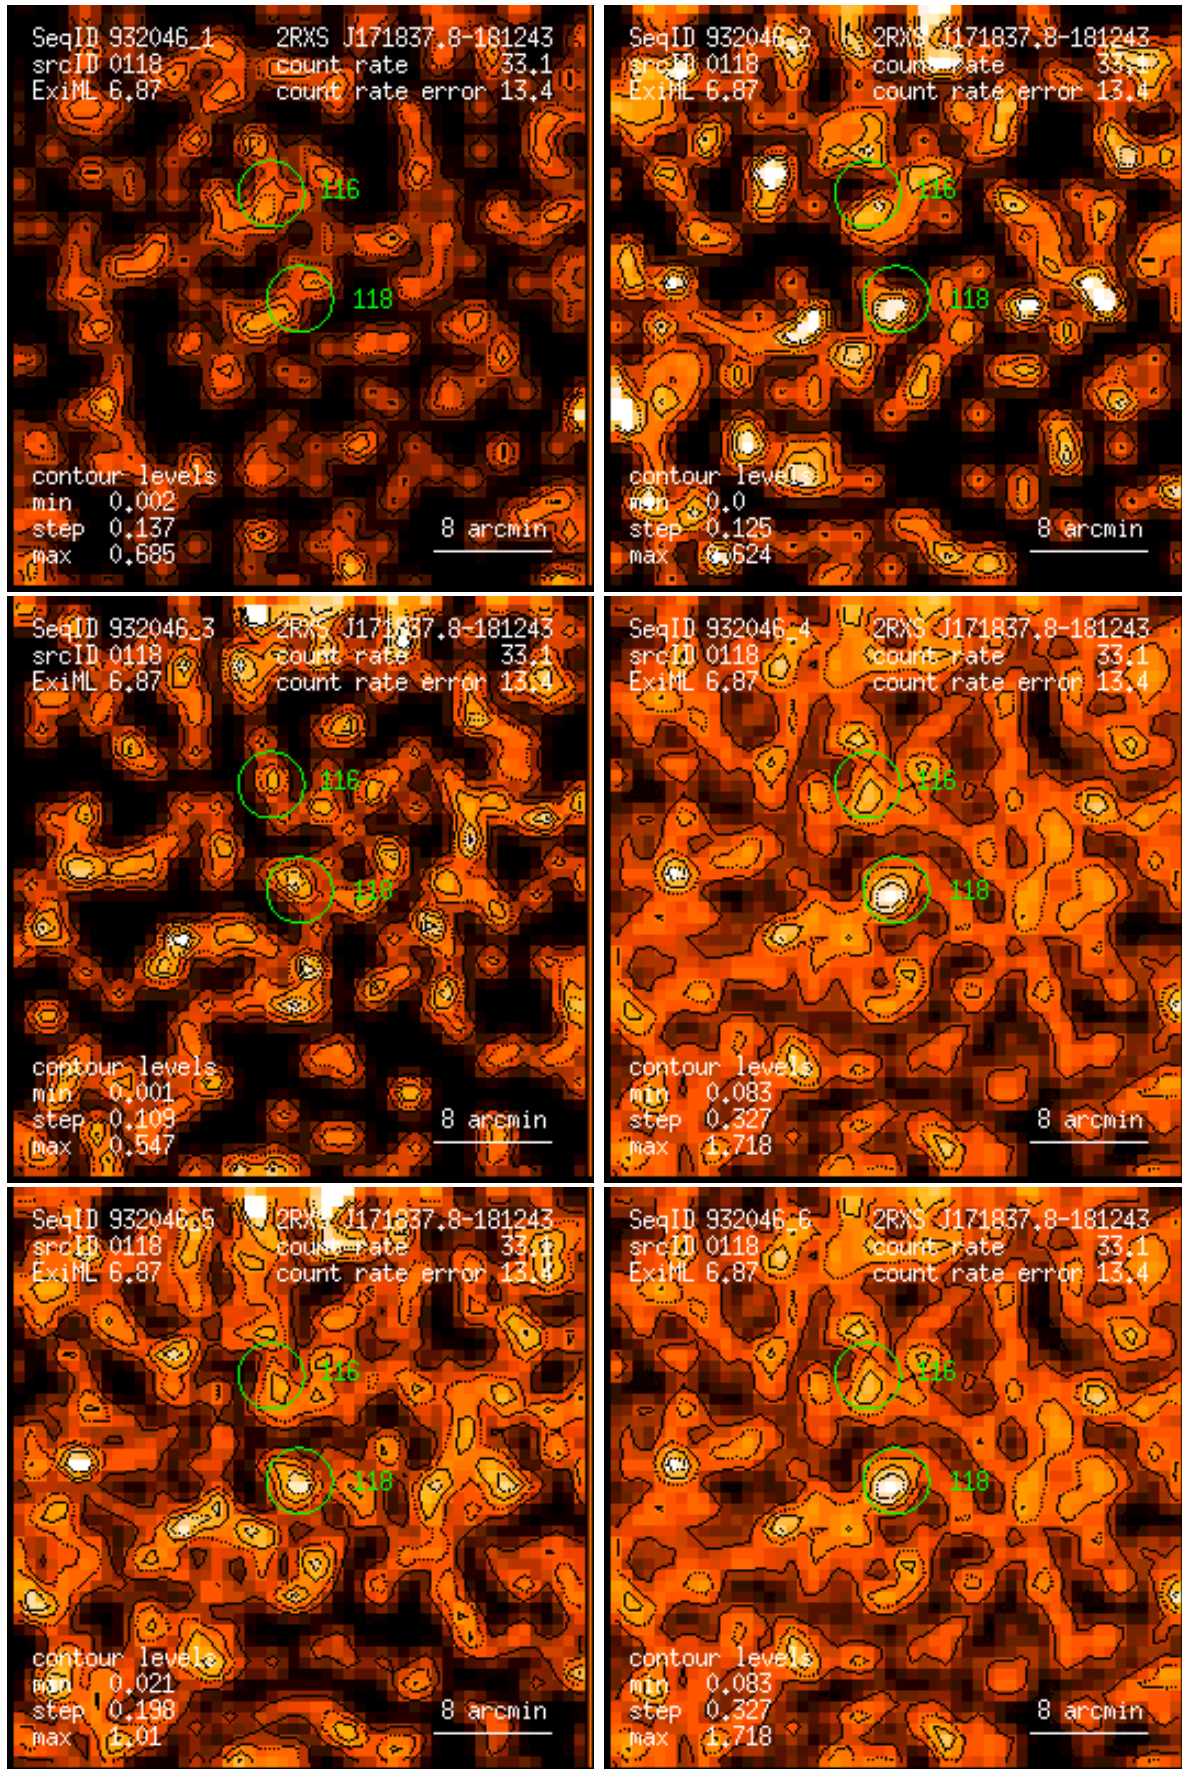 SeqID 932046_1 2RXS J171837.8-181243
srcID 0118 count rate 33.1
ExiML 6.87 count rate error 13.4
116
118
contour levels
min 0.002
step 0.137 8 arcmin
max 0.685
SeqID 932046_2 2RXS J171837.8-181243
srcID 0118 count rate 33.1
ExiML 6.87 count rate error 13.4
116
118
contour levels
min 0.0
step 0.125 8 arcmin
max 0.624
SeqID 932046_3 2RXS J171837.8-181243
srcID 0118 count rate 33.1
ExiML 6.87 count rate error 13.4
116
118
contour levels
min 0.001
step 0.109 8 arcmin
max 0.547
SeqID 932046_4 2RXS J171837.8-181243
srcID 0118 count rate 33.1
ExiML 6.87 count rate error 13.4
116
118
contour levels
min 0.083
step 0.327 8 arcmin
max 1.718
SeqID 932046_5 2RXS J171837.8-181243
srcID 0118 count rate 33.1
ExiML 6.87 count rate error 13.4
116
118
contour levels
min 0.021
step 0.198 8 arcmin
max 1.01
SeqID 932046_6 2RXS J171837.8-181243
srcID 0118 count rate 33.1
ExiML 6.87 count rate error 13.4
116
118
contour levels
min 0.083
step 0.327 8 arcmin
max 1.718